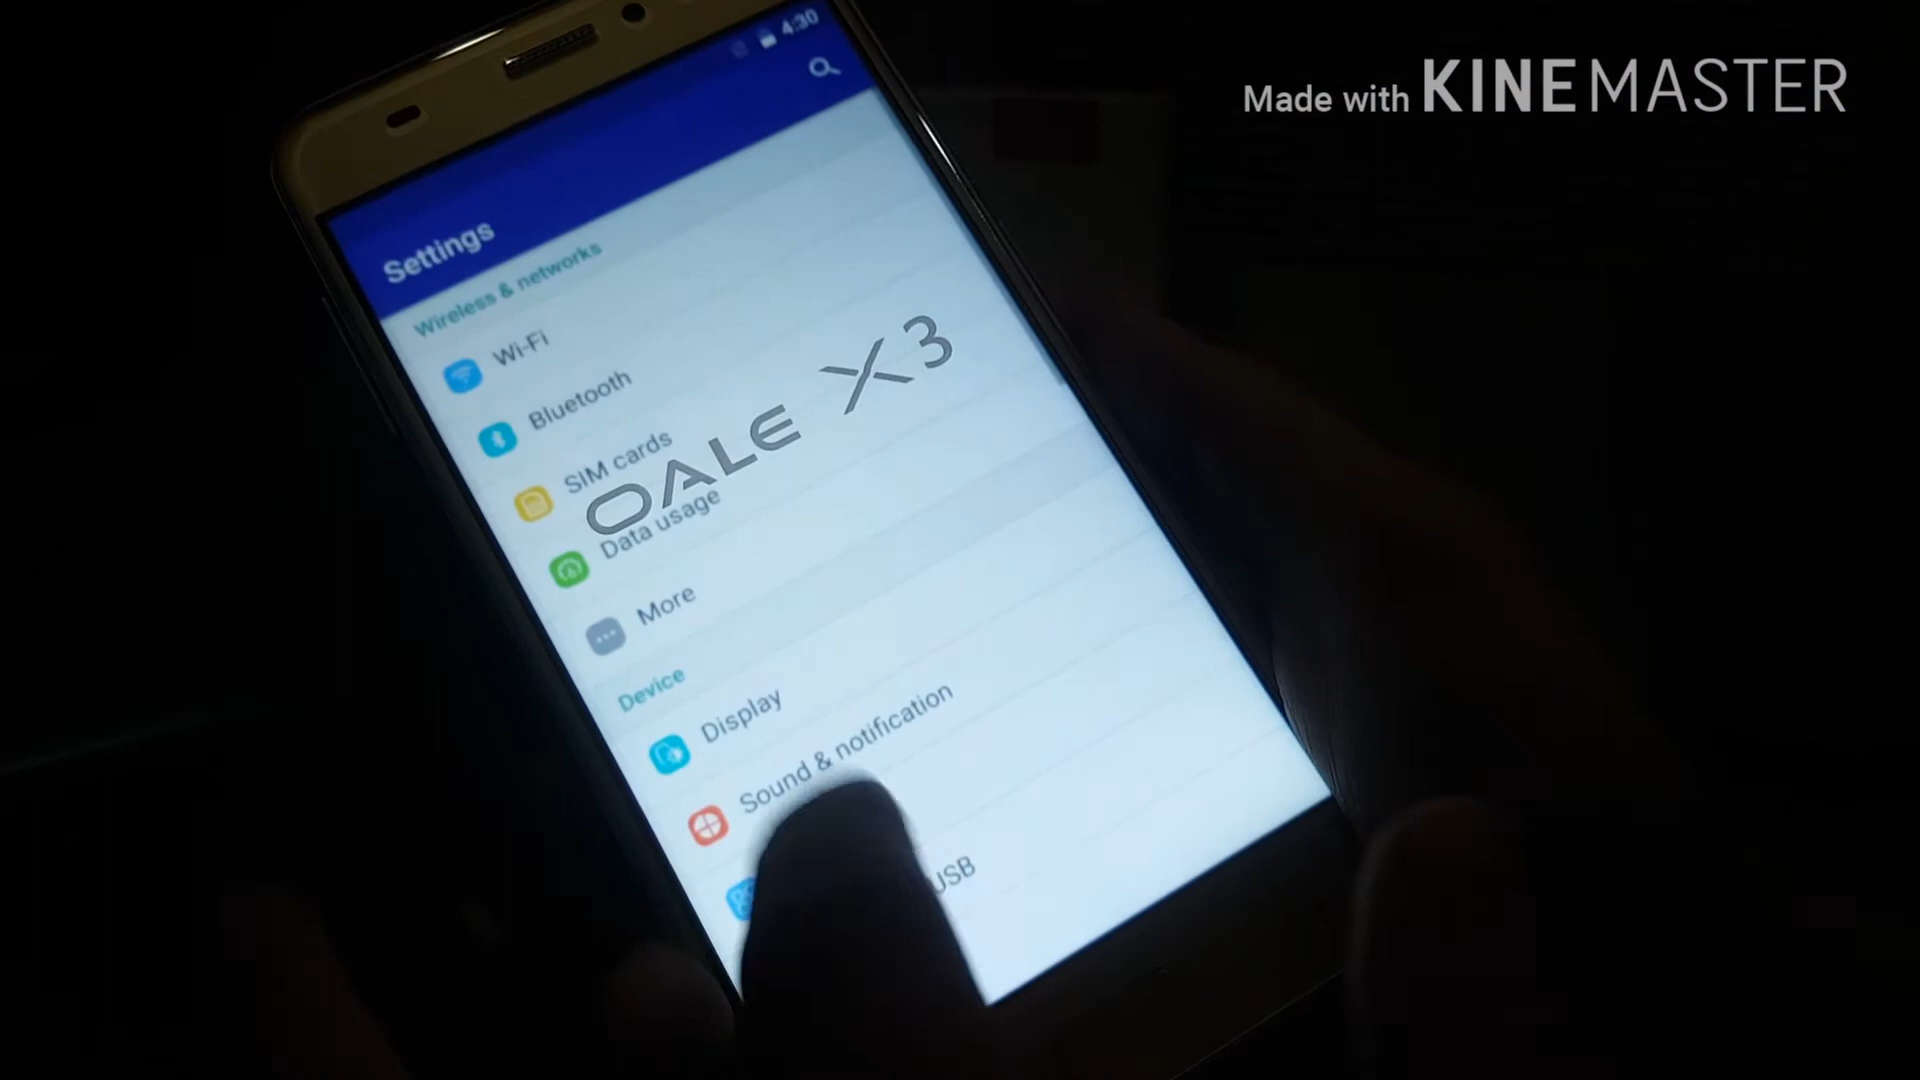 4:30
Made with KINEMASTER
Settings
Wireless & networks
Wi-Fi
Bluetooth
SIM cards
OALE X3
Data usage
More
Device
Display
Sound & notification
USB